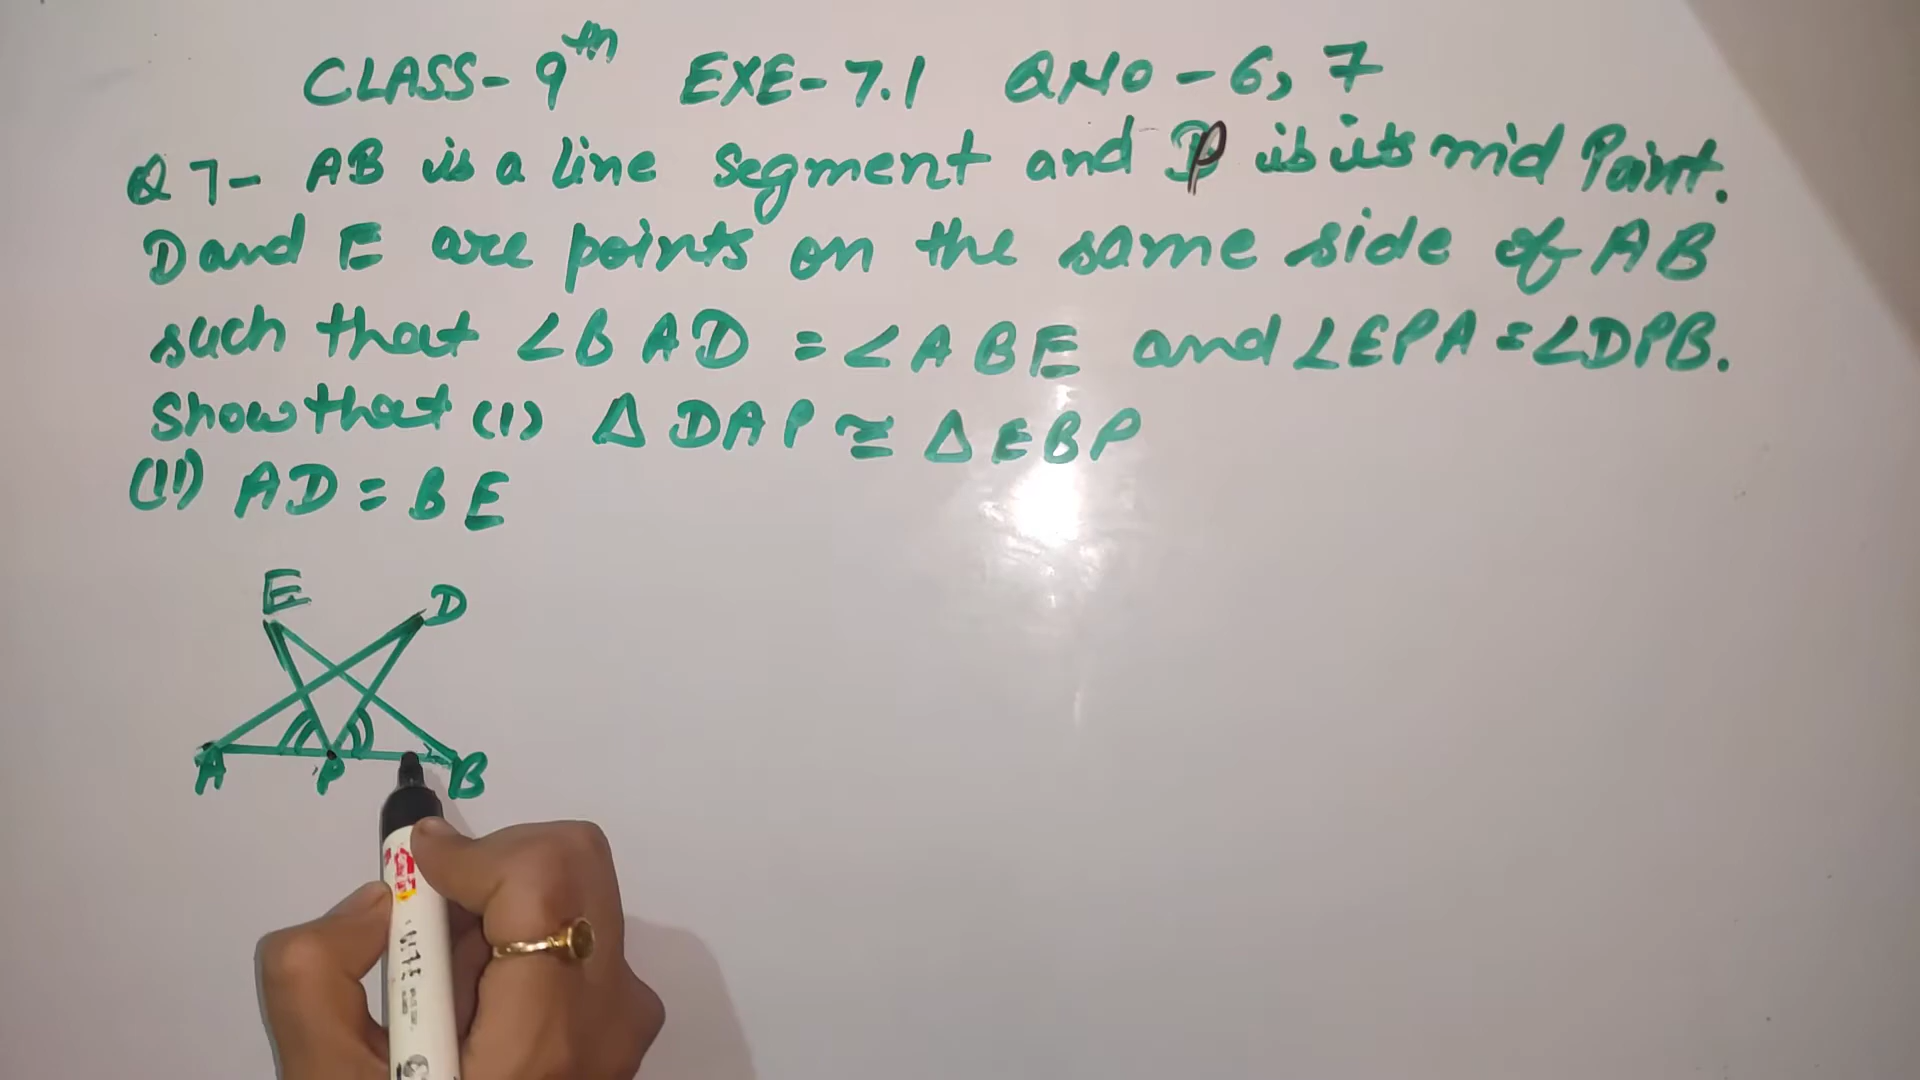 CLASS- 9th EXE- 7.1 QNO - 6, 7
Q 7- AB is a line segment and P is its mid Point.
D and E are points on the same side of AB
such that ∠BAD = ∠ABE and ∠EPA = ∠DPB.
Show that (I) Δ DAP ≅ Δ EBP
(II) AD = BE
E D
A P B